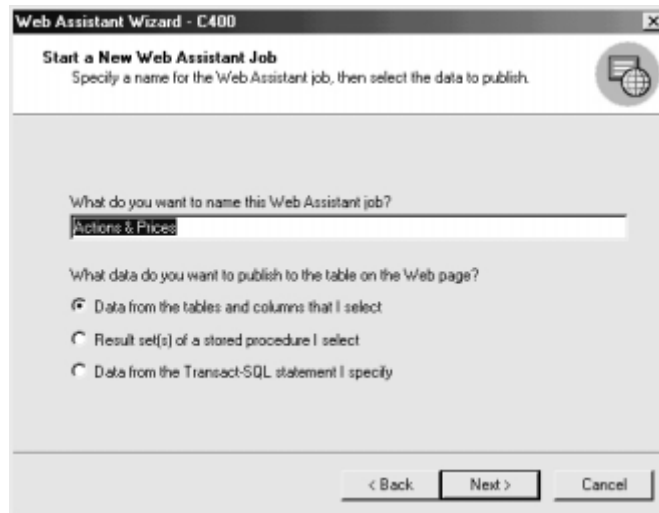 Web Assistant Wizard - C400
Start a New Web Assistant Job
Specify a name for the Web Assistant job, then select the data to publish.
What do you want to name this Web Assistant job?
Actions & Prices
What data do you want to publish to the table on the Web page?
Data from the tables and columns that I select
Result set(s) of a stored procedure I select
Data from the Transact-SQL statement I specify
< Back
Next >
Cancel